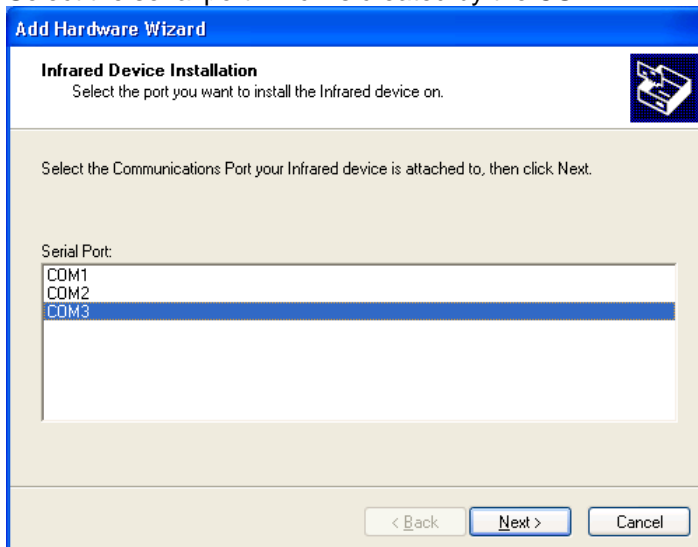 Add Hardware Wizard
Infrared Device Installation
Select the port you want to install the Infrared device on.
Select the Communications Port your Infrared device is attached to, then click Next.
Serial Port:
COM1
COM2
COM3
< Back
Next >
Cancel